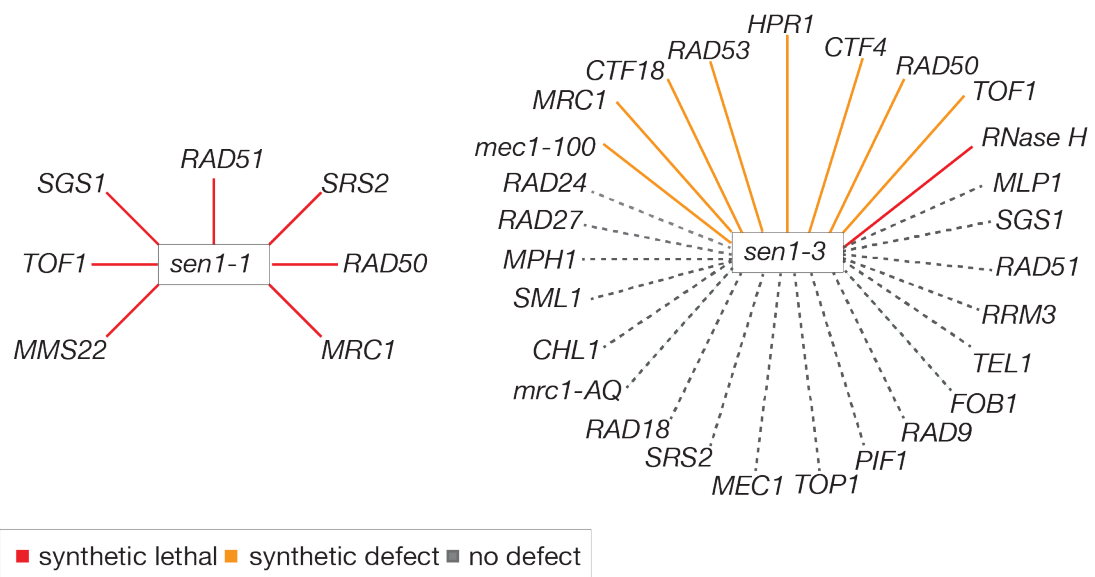 RAD51
SGS1
SRS2
TOF1
sen1-1
RAD50
MMS22
MRC1
HPR1
RAD53
CTF4
CTF18
RAD50
MRC1
TOF1
mec1-100
RNase H
RAD24
MLP1
RAD27
SGS1
MPH1
sen1-3
RAD51
SML1
RRM3
CHL1
TEL1
mrc1-AQ
FOB1
RAD18
RAD9
SRS2
PIF1
MEC1
TOP1
synthetic lethal synthetic defect no defect